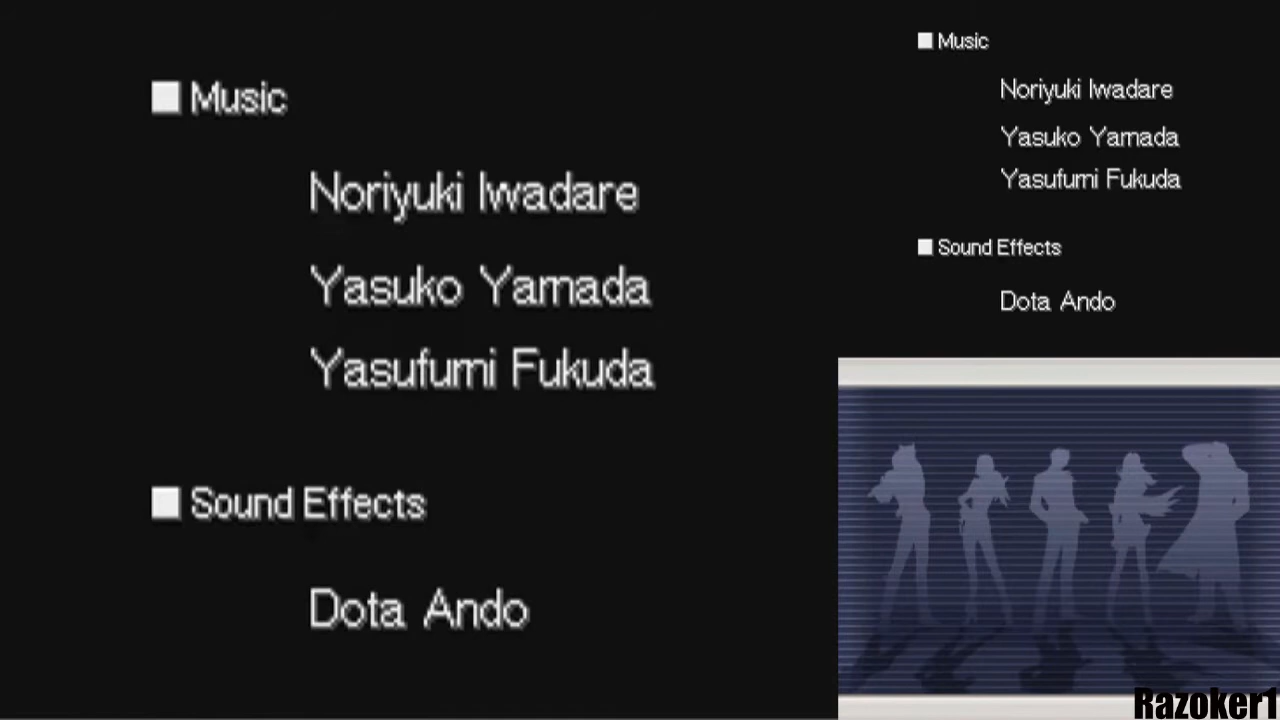 ■ Music
Noriyuki Iwadare
Yasuko Yamada
Yasufumi Fukuda
■ Sound Effects
Dota Ando
■ Music
Noriyuki Iwadare
Yasuko Yamada
Yasufumi Fukuda
■ Sound Effects
Dota Ando
Razoker1